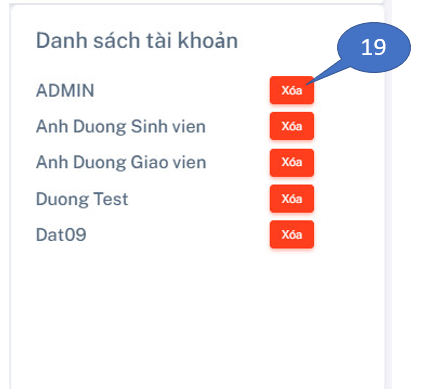 Danh sách tài khoản
19
ADMIN Xóa
Anh Duong Sinh vien Xóa
Anh Duong Giao vien Xóa
Duong Test Xóa
Dat09 Xóa